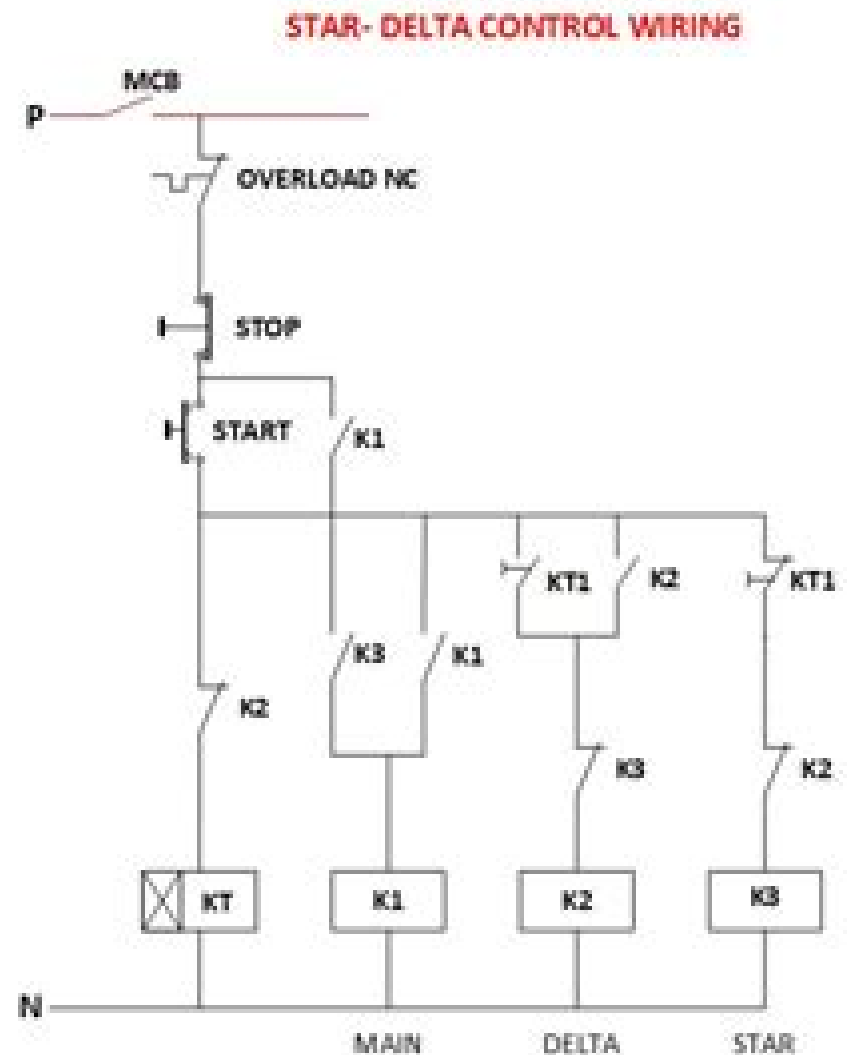 STAR- DELTA CONTROL WIRING
MCB
P
OVERLOAD NC
STOP
START
K1
KT1
K2
KT1
K3
K1
K2
K3
K2
KT
K1
K2
K3
N
MAIN
DELTA
STAR